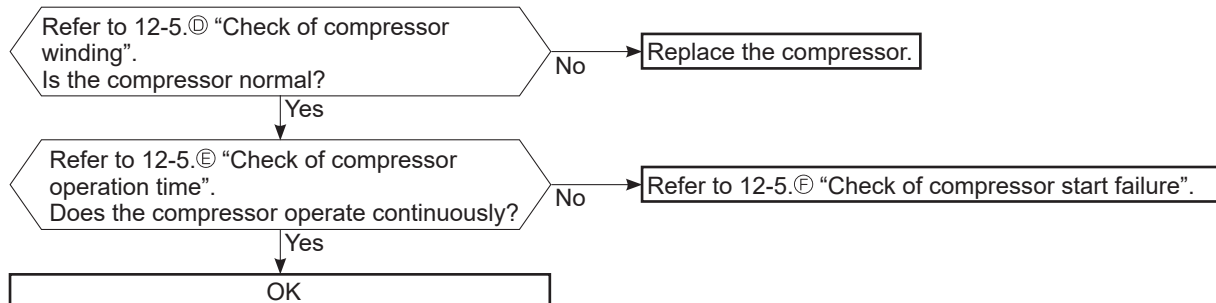 Refer to 12-5.Ⓓ “Check of compressor
winding”.
Is the compressor normal?
No
Replace the compressor.
Yes
Refer to 12-5.Ⓔ “Check of compressor
operation time”.
Does the compressor operate continuously?
No
Refer to 12-5.Ⓕ “Check of compressor start failure”.
Yes
OK